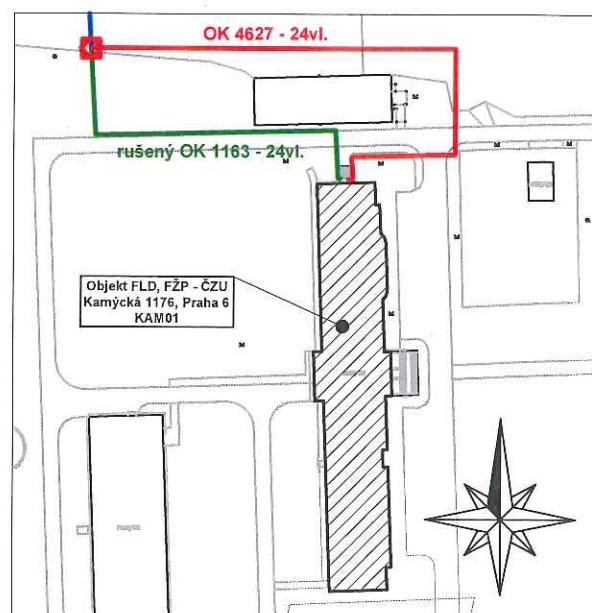 OK 4627 - 24vl.
rušený OK 1163 - 24vl.
Objekt FLD, FŽP - ČZU
Kamýcká 1176, Praha 6
KAM01